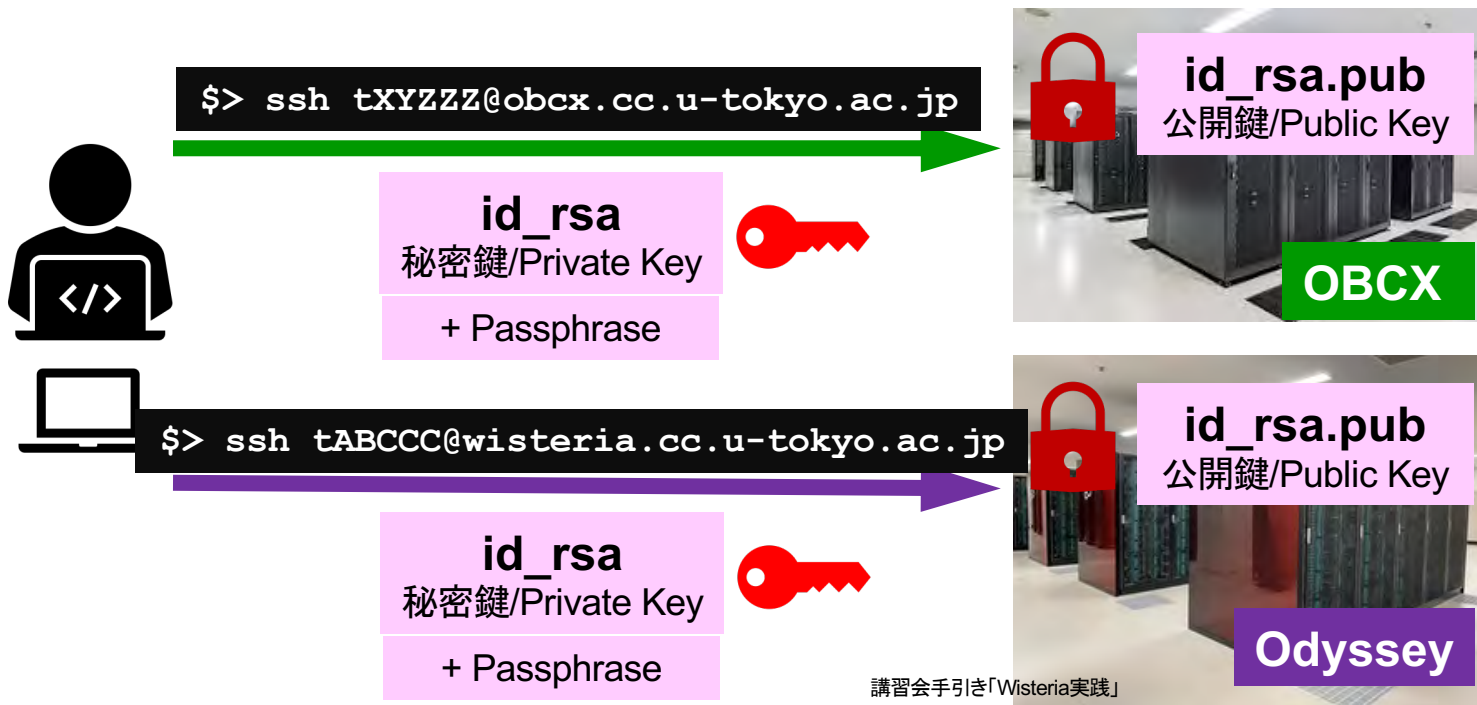 $> ssh tXYZZZ@obcx.cc.u-tokyo.ac.jp
id_rsa.pub
公開鍵/Public Key
id_rsa
秘密鍵/Private Key
+ Passphrase
</>
OBCX
$> ssh tABCCC@wisteria.cc.u-tokyo.ac.jp
id_rsa.pub
公開鍵/Public Key
id_rsa
秘密鍵/Private Key
+ Passphrase
Odyssey
講習会手引き「Wisteria実践」